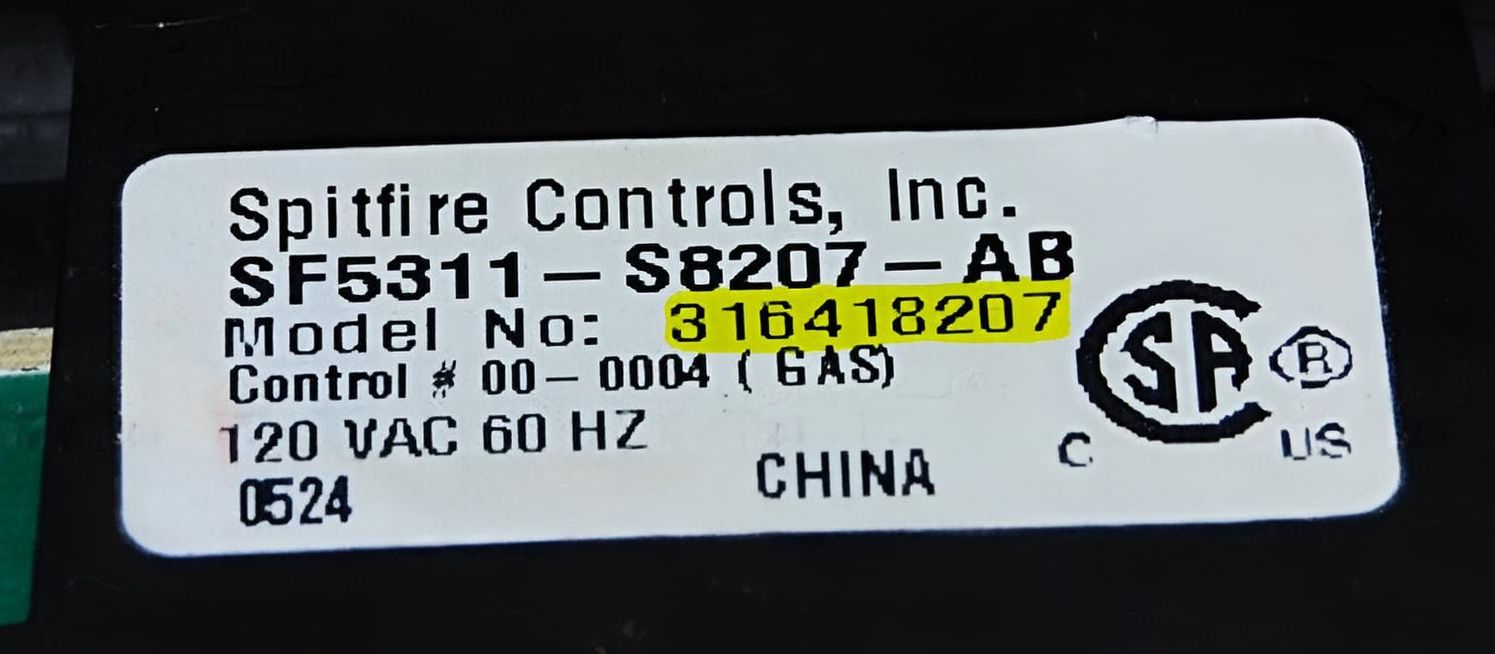 Spitfire Controls, Inc.
SF5311-S8207-AB
Model No: 316418207
Control # 00-0004 (GAS)
120 VAC 60 HZ
0524
CHINA
CSA ®
C US